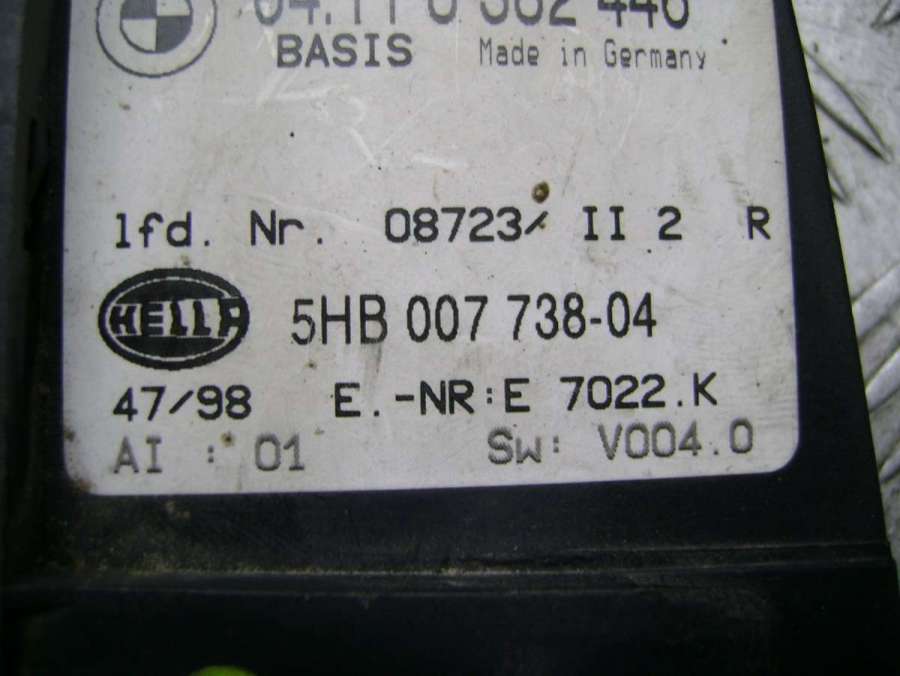 BASIS Made in Germany
lfd. Nr. 08723/ II 2 R
HELLA 5HB 007 738-04
47/98 E.-NR:E 7022.K
AI : 01 SW: V004.0